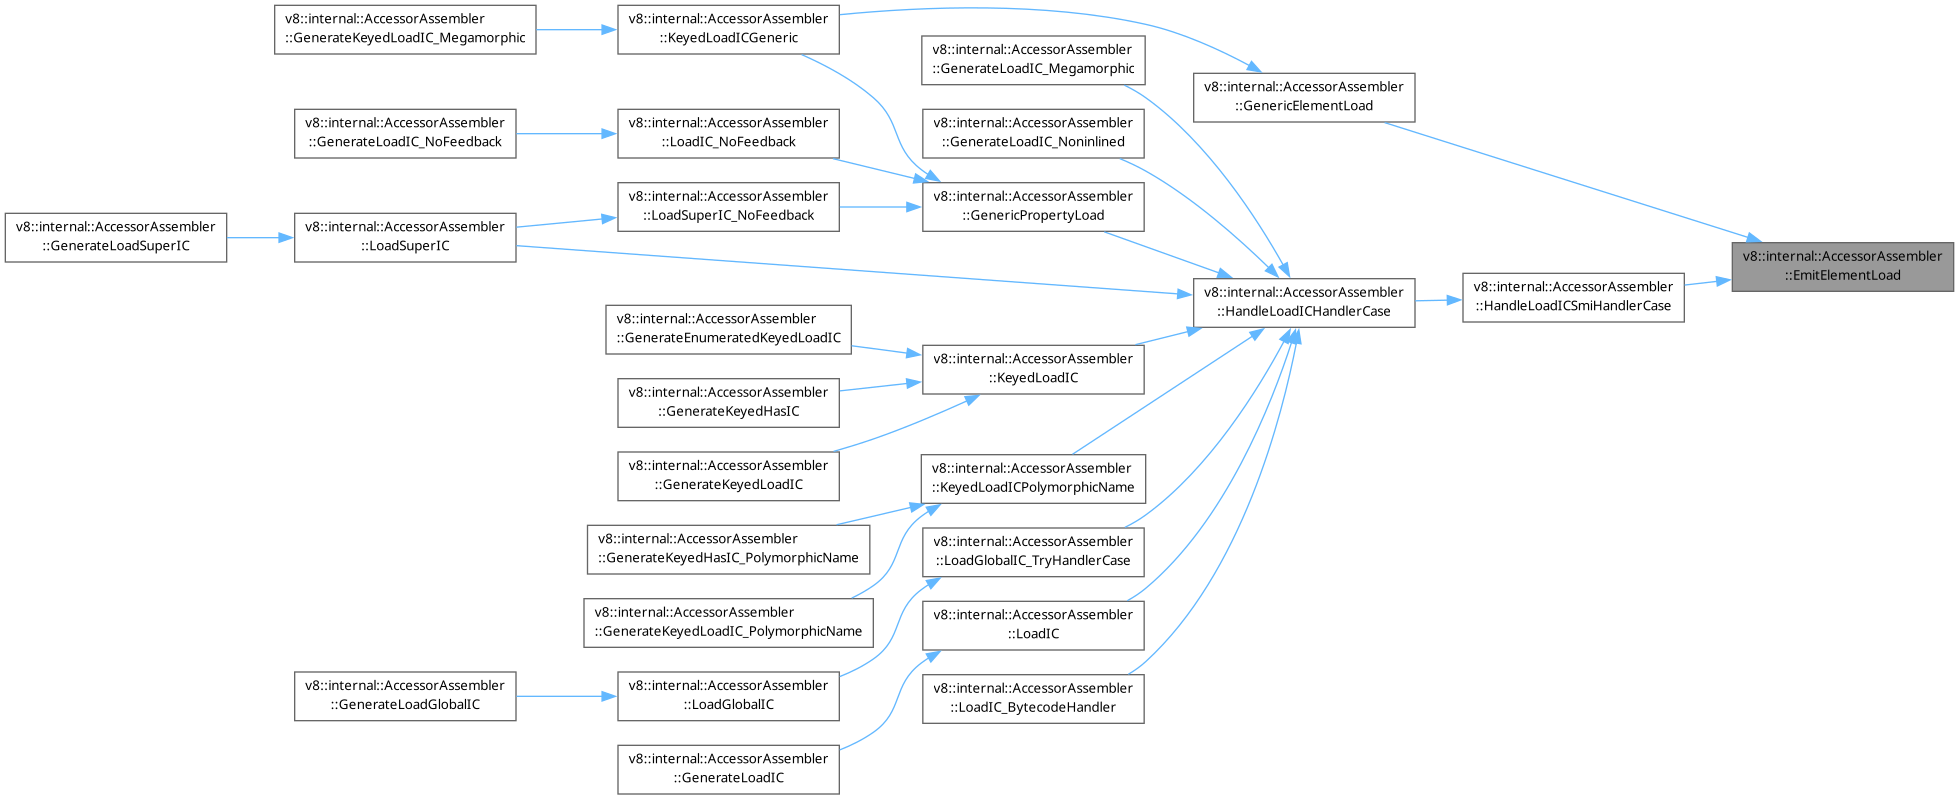 v8::internal::AccessorAssembler
::GenerateKeyedLoadIC_Megamorphic
v8::internal::AccessorAssembler
::KeyedLoadICGeneric
v8::internal::AccessorAssembler
::GenerateLoadIC_Megamorphic
v8::internal::AccessorAssembler
::GenericElementLoad
v8::internal::AccessorAssembler
::GenerateLoadIC_NoFeedback
v8::internal::AccessorAssembler
::LoadIC_NoFeedback
v8::internal::AccessorAssembler
::GenerateLoadIC_Noninlined
v8::internal::AccessorAssembler
::LoadSuperIC_NoFeedback
v8::internal::AccessorAssembler
::GenericPropertyLoad
v8::internal::AccessorAssembler
::GenerateLoadSuperIC
v8::internal::AccessorAssembler
::LoadSuperIC
v8::internal::AccessorAssembler
::EmitElementLoad
v8::internal::AccessorAssembler
::HandleLoadICHandlerCase
v8::internal::AccessorAssembler
::HandleLoadICSmiHandlerCase
v8::internal::AccessorAssembler
::GenerateEnumeratedKeyedLoadIC
v8::internal::AccessorAssembler
::KeyedLoadIC
v8::internal::AccessorAssembler
::GenerateKeyedHasIC
v8::internal::AccessorAssembler
::GenerateKeyedLoadIC
v8::internal::AccessorAssembler
::KeyedLoadICPolymorphicName
v8::internal::AccessorAssembler
::GenerateKeyedHasIC_PolymorphicName
v8::internal::AccessorAssembler
::LoadGlobalIC_TryHandlerCase
v8::internal::AccessorAssembler
::GenerateKeyedLoadIC_PolymorphicName
v8::internal::AccessorAssembler
::LoadIC
v8::internal::AccessorAssembler
::GenerateLoadGlobalIC
v8::internal::AccessorAssembler
::LoadGlobalIC
v8::internal::AccessorAssembler
::LoadIC_BytecodeHandler
v8::internal::AccessorAssembler
::GenerateLoadIC